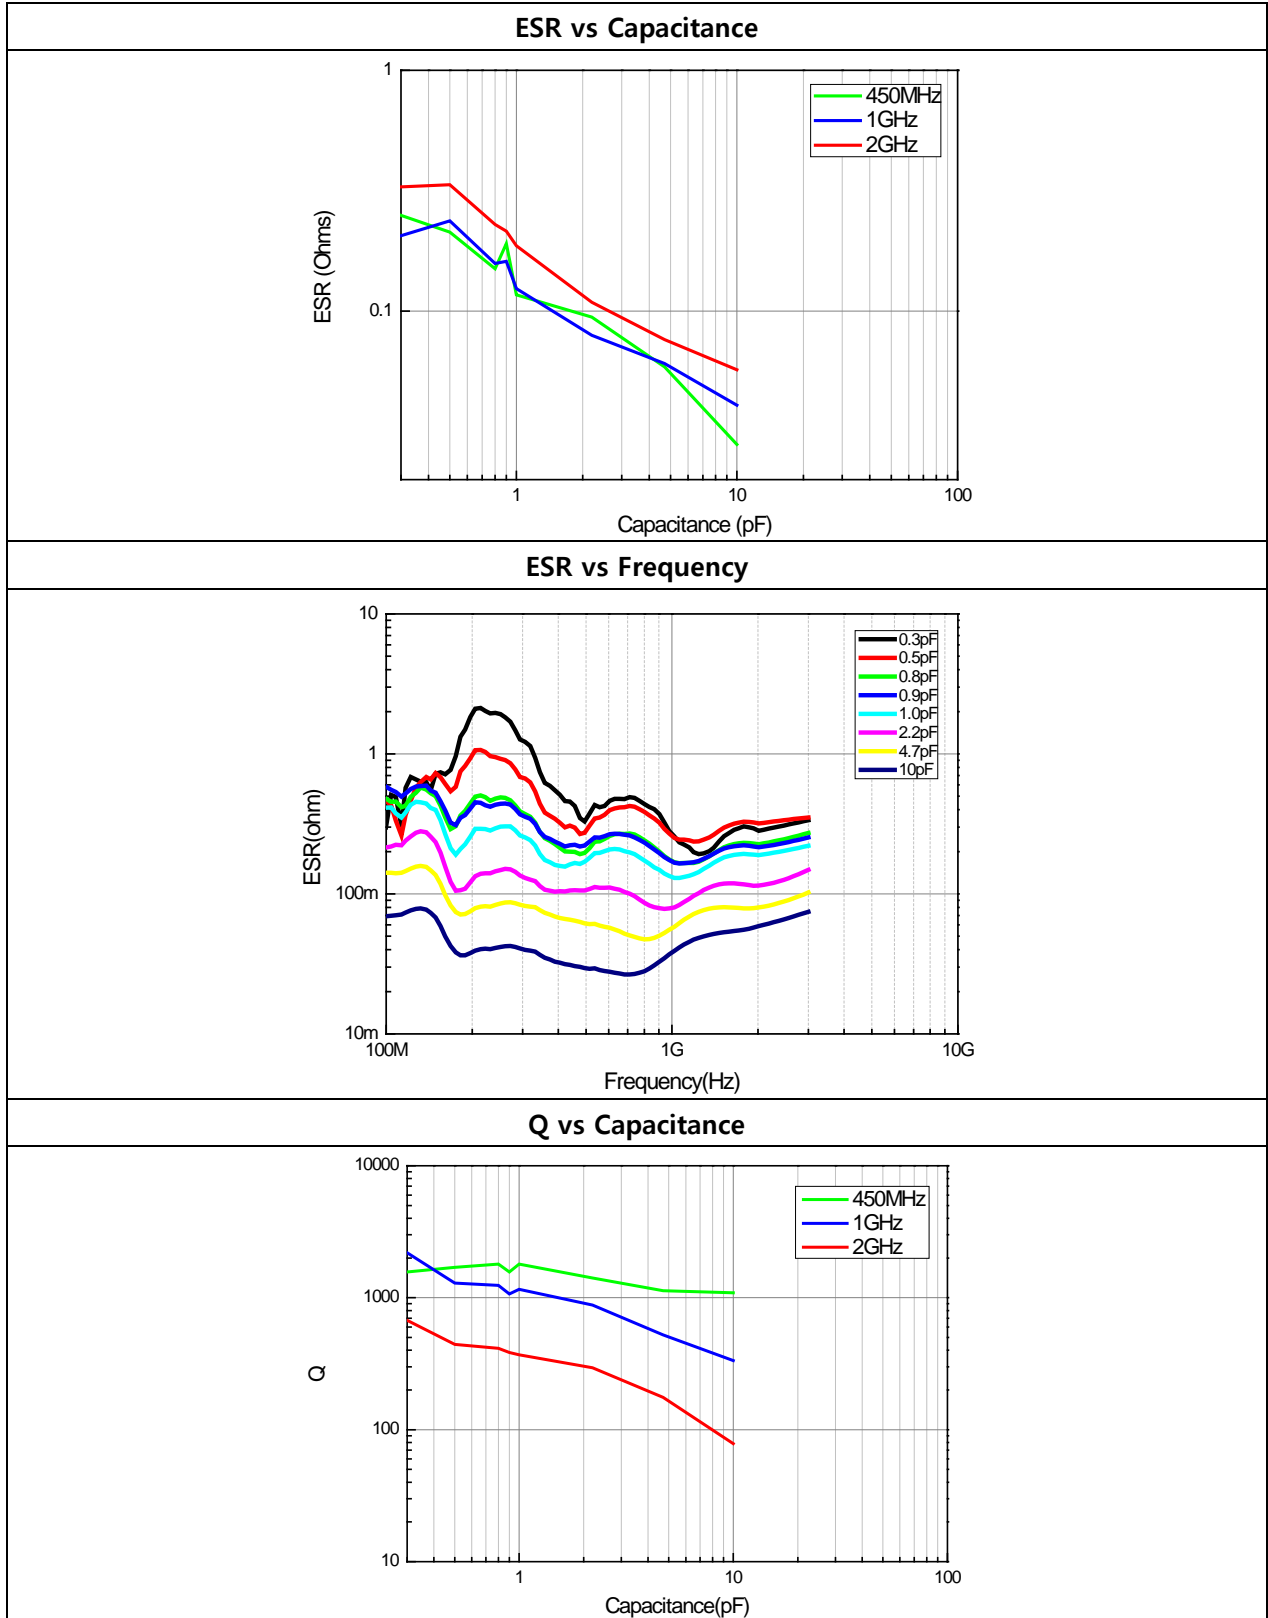 ESR vs Capacitance
1
0.1
ESR (Ohms)
450MHz
1GHz
2GHz
1
10
100
Capacitance (pF)
ESR vs Frequency
10
1
100m
10m
ESR(ohm)
0.3pF
0.5pF
0.8pF
0.9pF
1.0pF
2.2pF
4.7pF
10pF
100M
1G
10G
Frequency(Hz)
Q vs Capacitance
10000
1000
100
10
Q
450MHz
1GHz
2GHz
1
10
100
Capacitance(pF)